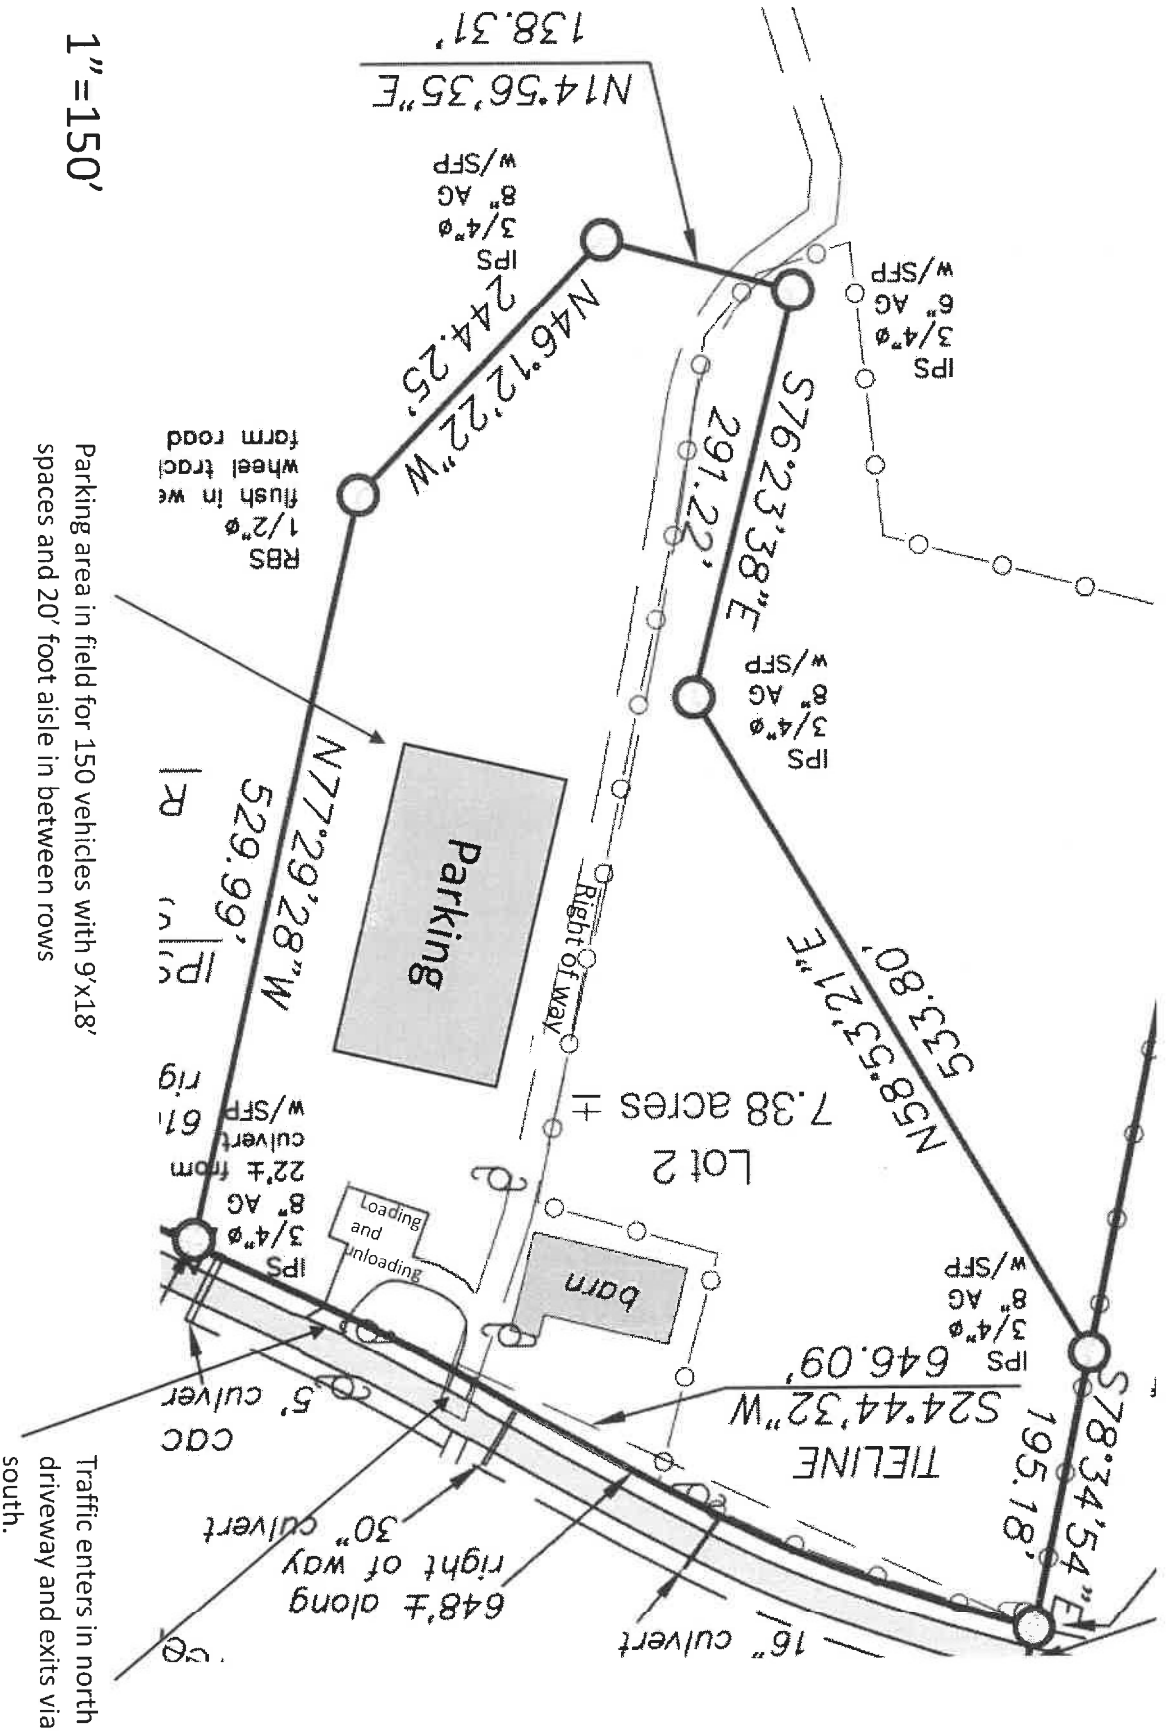 138.31'
N14°56'35"E
1"=150'
IPS
3/4"ø
8" AG
w/SFP
IPS
3/4"ø
6" AG
w/SFP
N46°12'22"W
244.25'
S76°23'38"E
291.22'
RBS
1/2"ø
flush in we
wheel trac
farm road
Parking area in field for 150 vehicles with 9'x18'
spaces and 20' foot aisle in between rows
IPS
3/4"ø
8" AG
w/SFP
N77°29'28"W
529.99'
R
IPS
Parking
Right of way
N58°53'21"E
533.80'
Lot 2
7.38 acres ±
rig
61
IPS
3/4"ø
8" AG
22'± from
culvert
w/SFP
Loading
and
unloading
barn
IPS
3/4"ø
8" AG
w/SFP
TIELINE
S24°44'32"W
646.09'
S78°34'54"E
195.18'
5' culver
cac
30"
culvert
648'± along
right of way
16" culvert
Traffic enters in north
driveway and exits via
south.